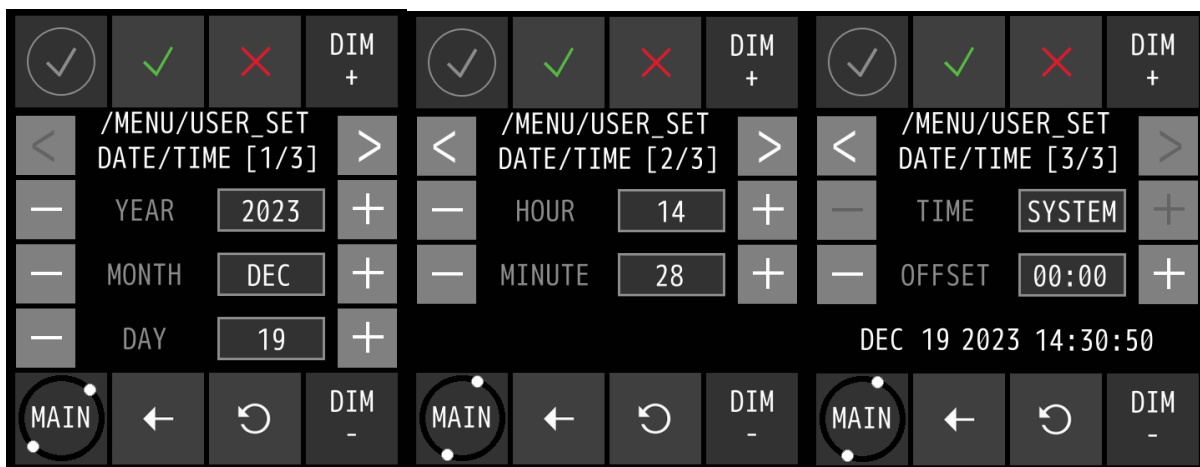 DIM
+
/MENU/USER_SET
< DATE/TIME [1/3] >
— YEAR 2023 +
— MONTH DEC +
— DAY 19 +
MAIN ← DIM
-
DIM
+
/MENU/USER_SET
< DATE/TIME [2/3] >
— HOUR 14 +
— MINUTE 28 +
MAIN ← DIM
-
DIM
+
/MENU/USER_SET
< DATE/TIME [3/3] >
— TIME SYSTEM +
— OFFSET 00:00 +
DEC 19 2023 14:30:50
MAIN ← DIM
-